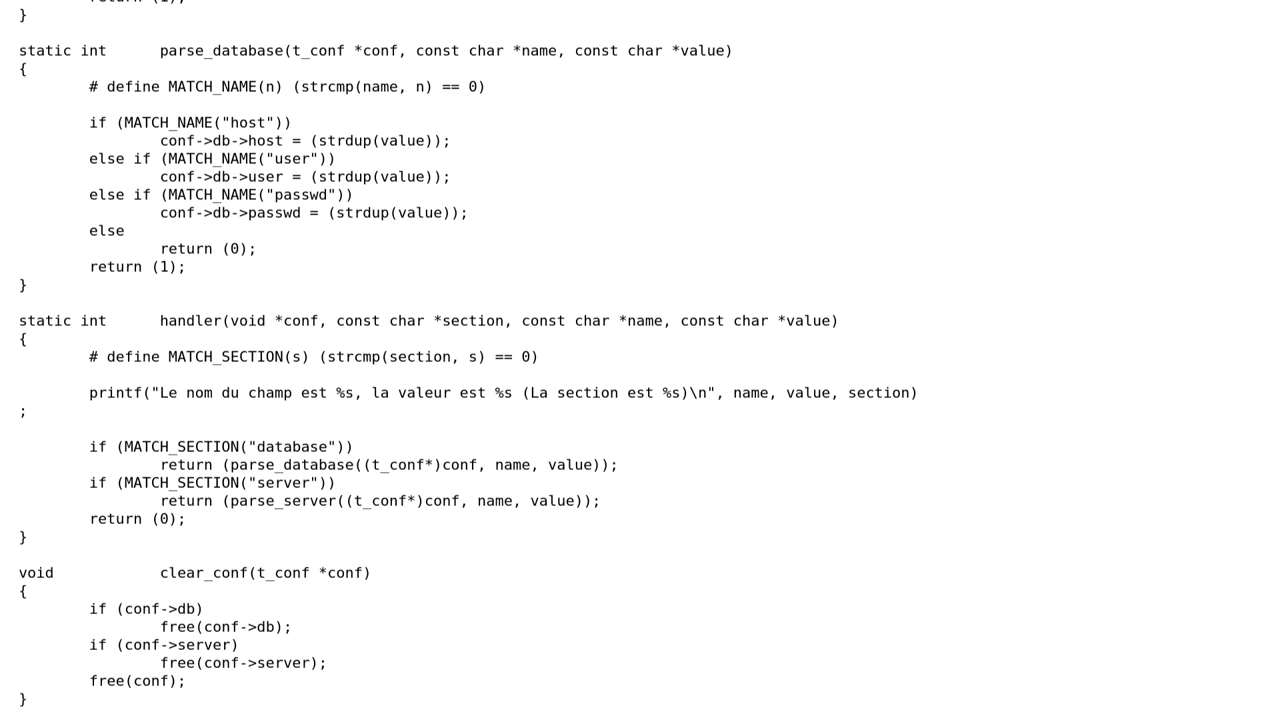 }
static int	parse_database(t_conf *conf, const char *name, const char *value)
{
	# define MATCH_NAME(n) (strcmp(name, n) == 0)
	if (MATCH_NAME("host"))
		conf->db->host = (strdup(value));
	else if (MATCH_NAME("user"))
		conf->db->user = (strdup(value));
	else if (MATCH_NAME("passwd"))
		conf->db->passwd = (strdup(value));
	else
		return (0);
	return (1);
}
static int	handler(void *conf, const char *section, const char *name, const char *value)
{
	# define MATCH_SECTION(s) (strcmp(section, s) == 0)
	printf("Le nom du champ est %s, la valeur est %s (La section est %s)\n", name, value, section)
;
	if (MATCH_SECTION("database"))
		return (parse_database((t_conf*)conf, name, value));
	if (MATCH_SECTION("server"))
		return (parse_server((t_conf*)conf, name, value));
	return (0);
}
void		clear_conf(t_conf *conf)
{
	if (conf->db)
		free(conf->db);
	if (conf->server)
		free(conf->server);
	free(conf);
}